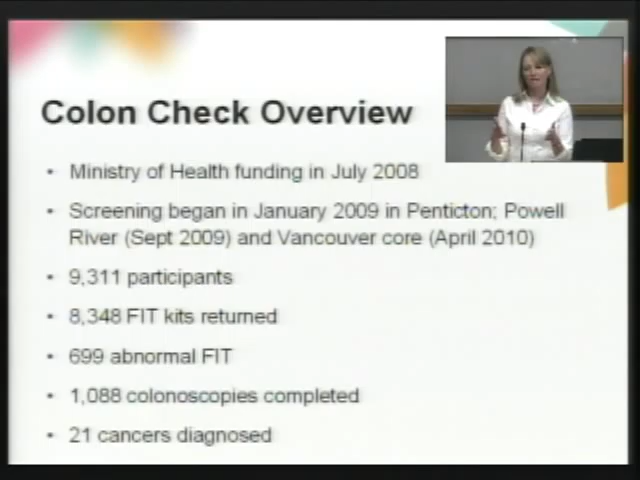 Colon Check Overview
• Ministry of Health funding in July 2008
• Screening began in January 2009 in Penticton; Powell
River (Sept 2009) and Vancouver core (April 2010)
• 9,311 participants
• 8,348 FIT kits returned
• 699 abnormal FIT
• 1,088 colonoscopies completed
• 21 cancers diagnosed